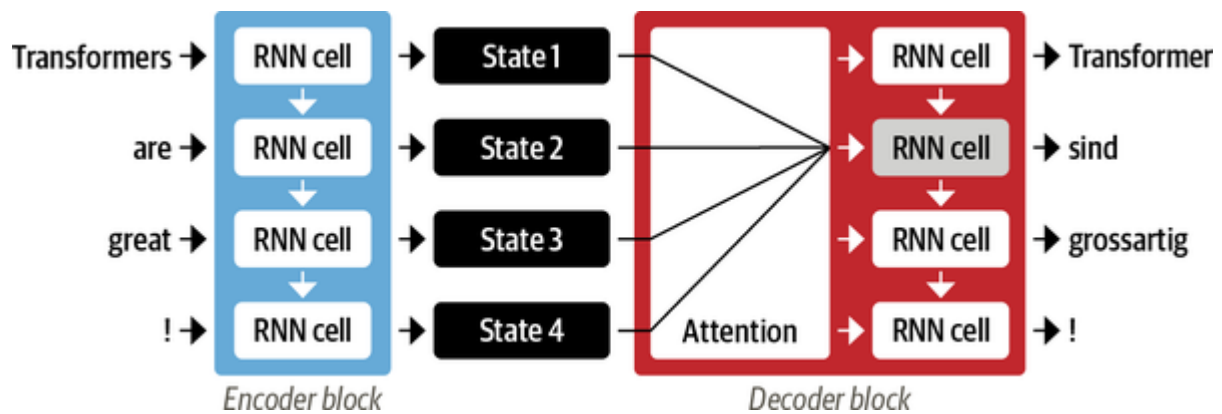 Transformers RNN cell State 1 RNN cell Transformer
are RNN cell State 2 RNN cell sind
great RNN cell State 3 RNN cell grossartig
! RNN cell State 4 Attention RNN cell !
Encoder block Decoder block